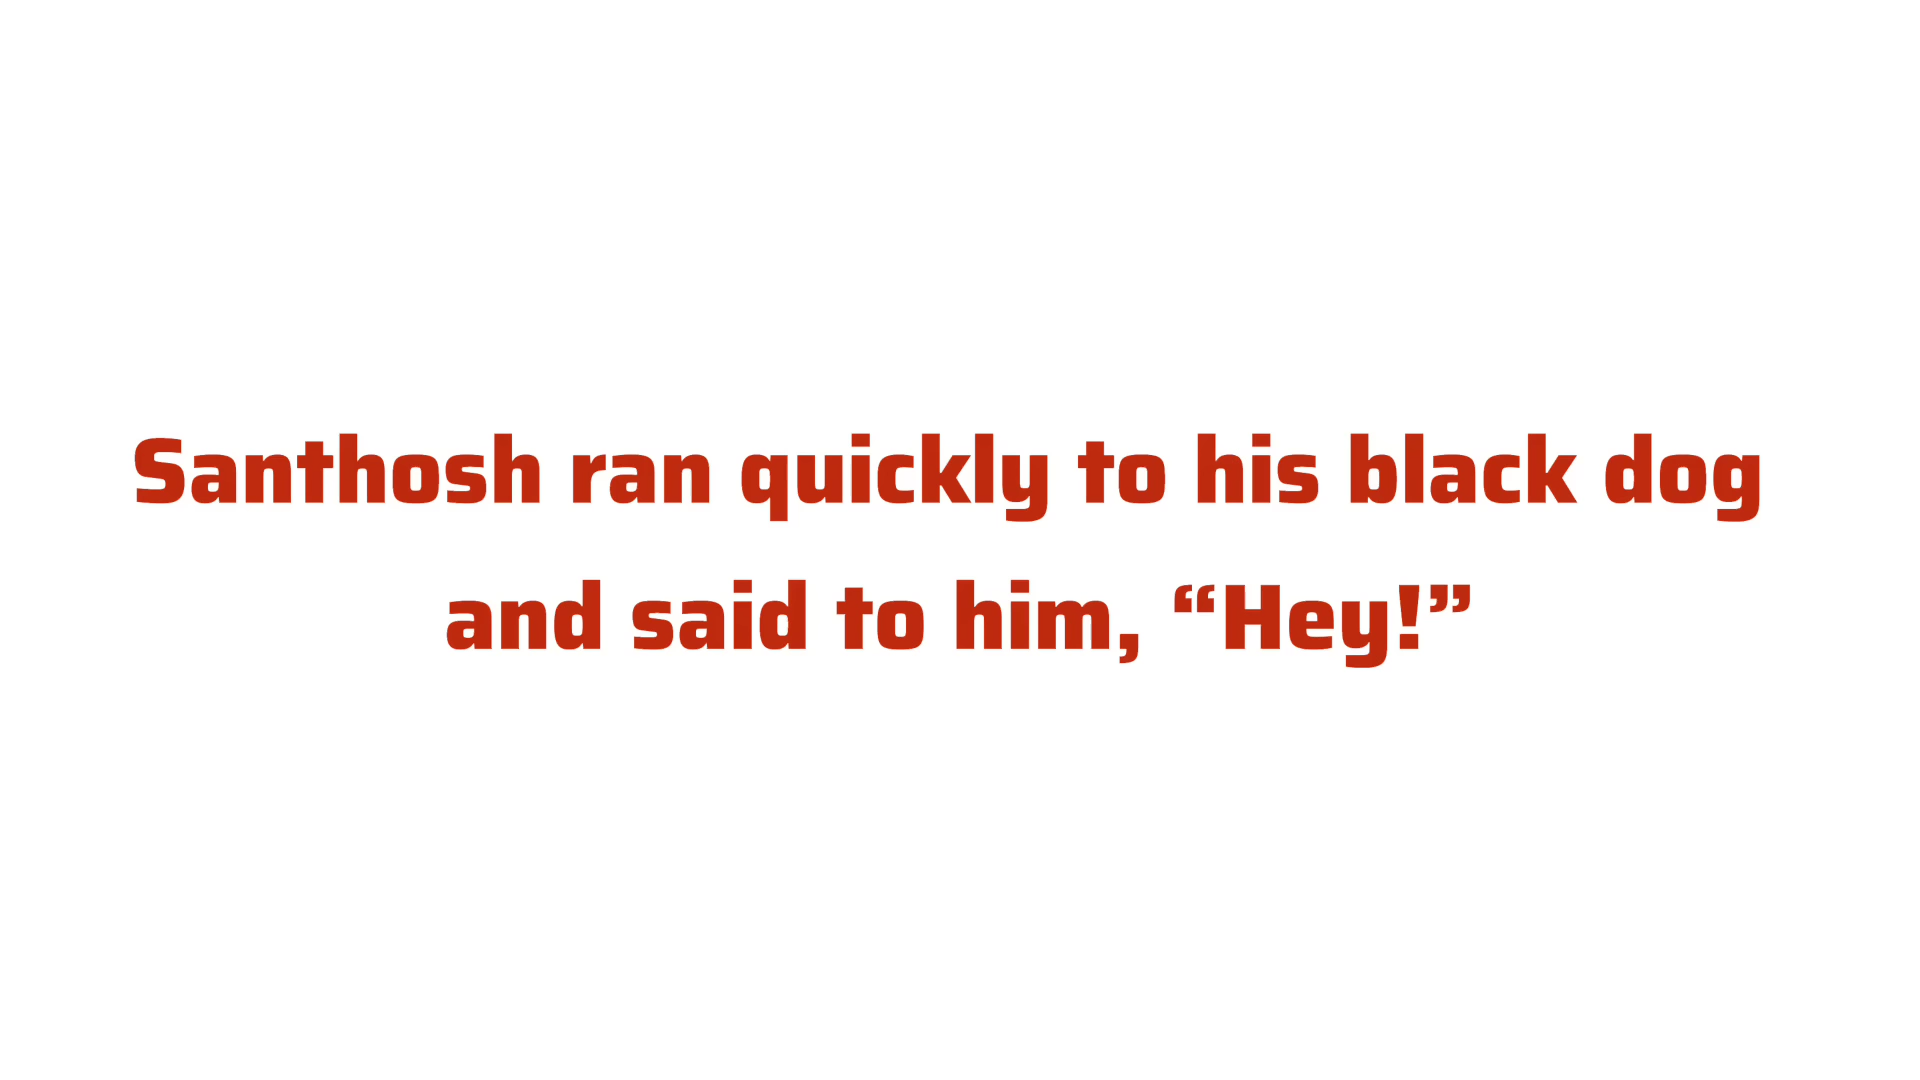 Santhosh ran quickly to his black dog
and said to him, “Hey!”